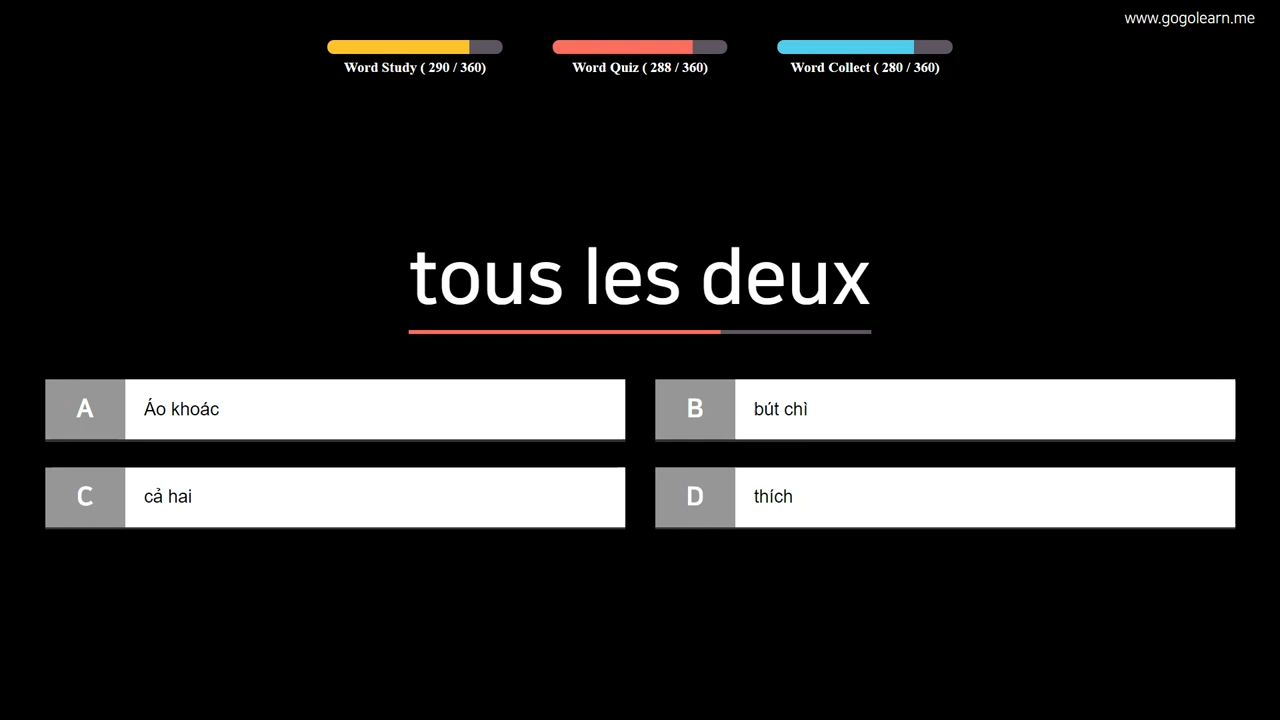 www.gogolearn.me
Word Study ( 290 / 360)
Word Quiz ( 288 / 360)
Word Collect ( 280 / 360)
tous les deux
A Áo khoác
B bút chì
C cả hai
D thích